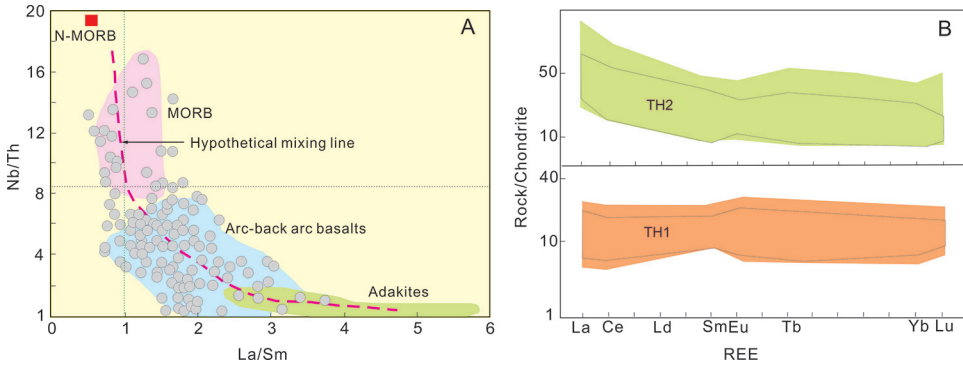 A
20
N-MORB
16
MORB
12
Hypothetical mixing line
Nb/Th
8
Arc-back arc basalts
4
Adakites
1
0
1
2
3
4
5
6
La/Sm
B
50
TH2
10
Rock/Chondrite
40
TH1
10
1
La
Ce
Ld
Sm
Eu
Tb
Yb
Lu
REE